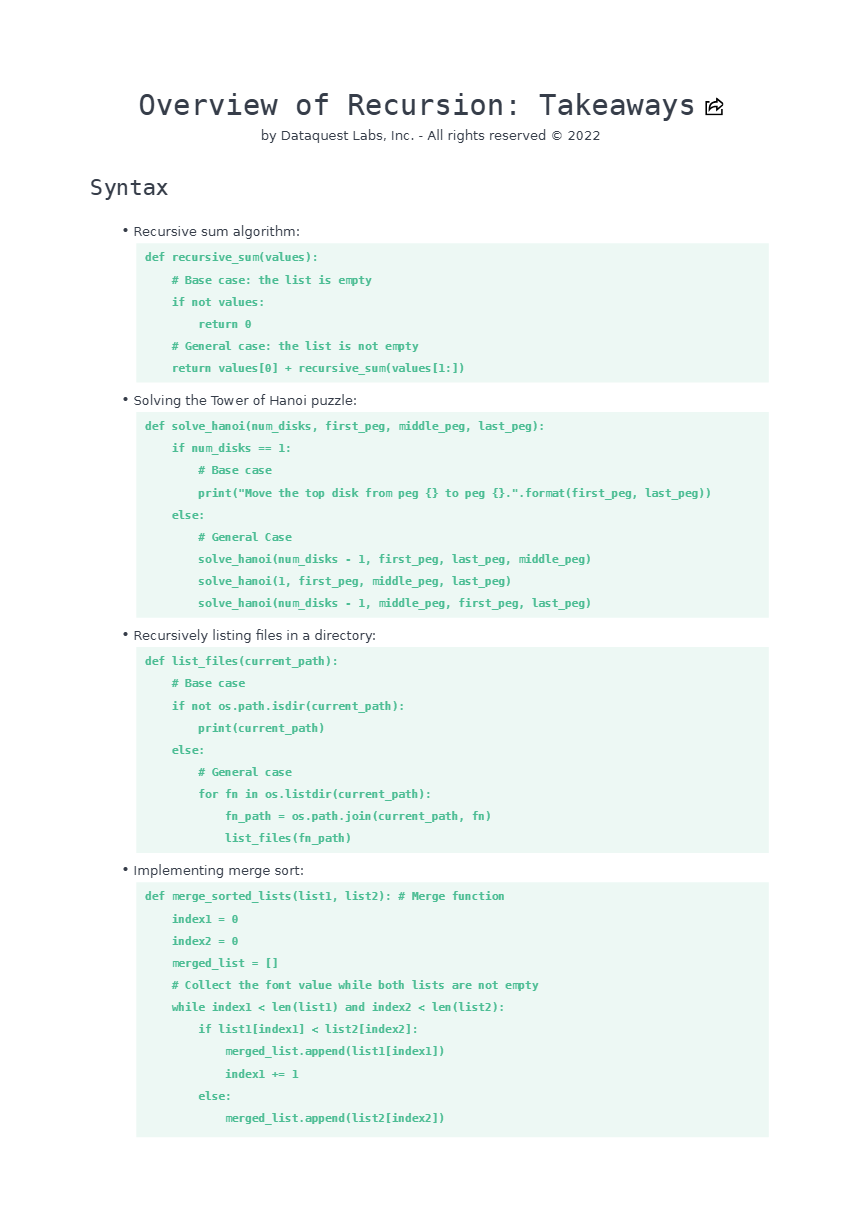 Overview of Recursion: Takeaways
by Dataquest Labs, Inc. - All rights reserved © 2022
Syntax
• Recursive sum algorithm:
def recursive_sum(values):
    # Base case: the list is empty
    if not values:
        return 0
    # General case: the list is not empty
    return values[0] + recursive_sum(values[1:])
• Solving the Tower of Hanoi puzzle:
def solve_hanoi(num_disks, first_peg, middle_peg, last_peg):
    if num_disks == 1:
        # Base case
        print("Move the top disk from peg {} to peg {}.".format(first_peg, last_peg))
    else:
        # General Case
        solve_hanoi(num_disks - 1, first_peg, last_peg, middle_peg)
        solve_hanoi(1, first_peg, middle_peg, last_peg)
        solve_hanoi(num_disks - 1, middle_peg, first_peg, last_peg)
• Recursively listing files in a directory:
def list_files(current_path):
    # Base case
    if not os.path.isdir(current_path):
        print(current_path)
    else:
        # General case
        for fn in os.listdir(current_path):
            fn_path = os.path.join(current_path, fn)
            list_files(fn_path)
• Implementing merge sort:
def merge_sorted_lists(list1, list2): # Merge function
    index1 = 0
    index2 = 0
    merged_list = []
    # Collect the font value while both lists are not empty
    while index1 < len(list1) and index2 < len(list2):
        if list1[index1] < list2[index2]:
            merged_list.append(list1[index1])
            index1 += 1
        else:
            merged_list.append(list2[index2])